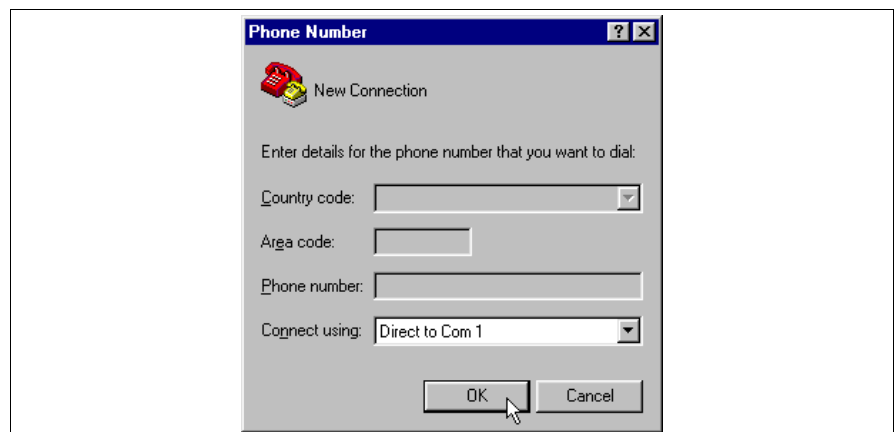 Phone Number
New Connection
Enter details for the phone number that you want to dial:
Country code:
Area code:
Phone number:
Connect using: Direct to Com 1
OK Cancel